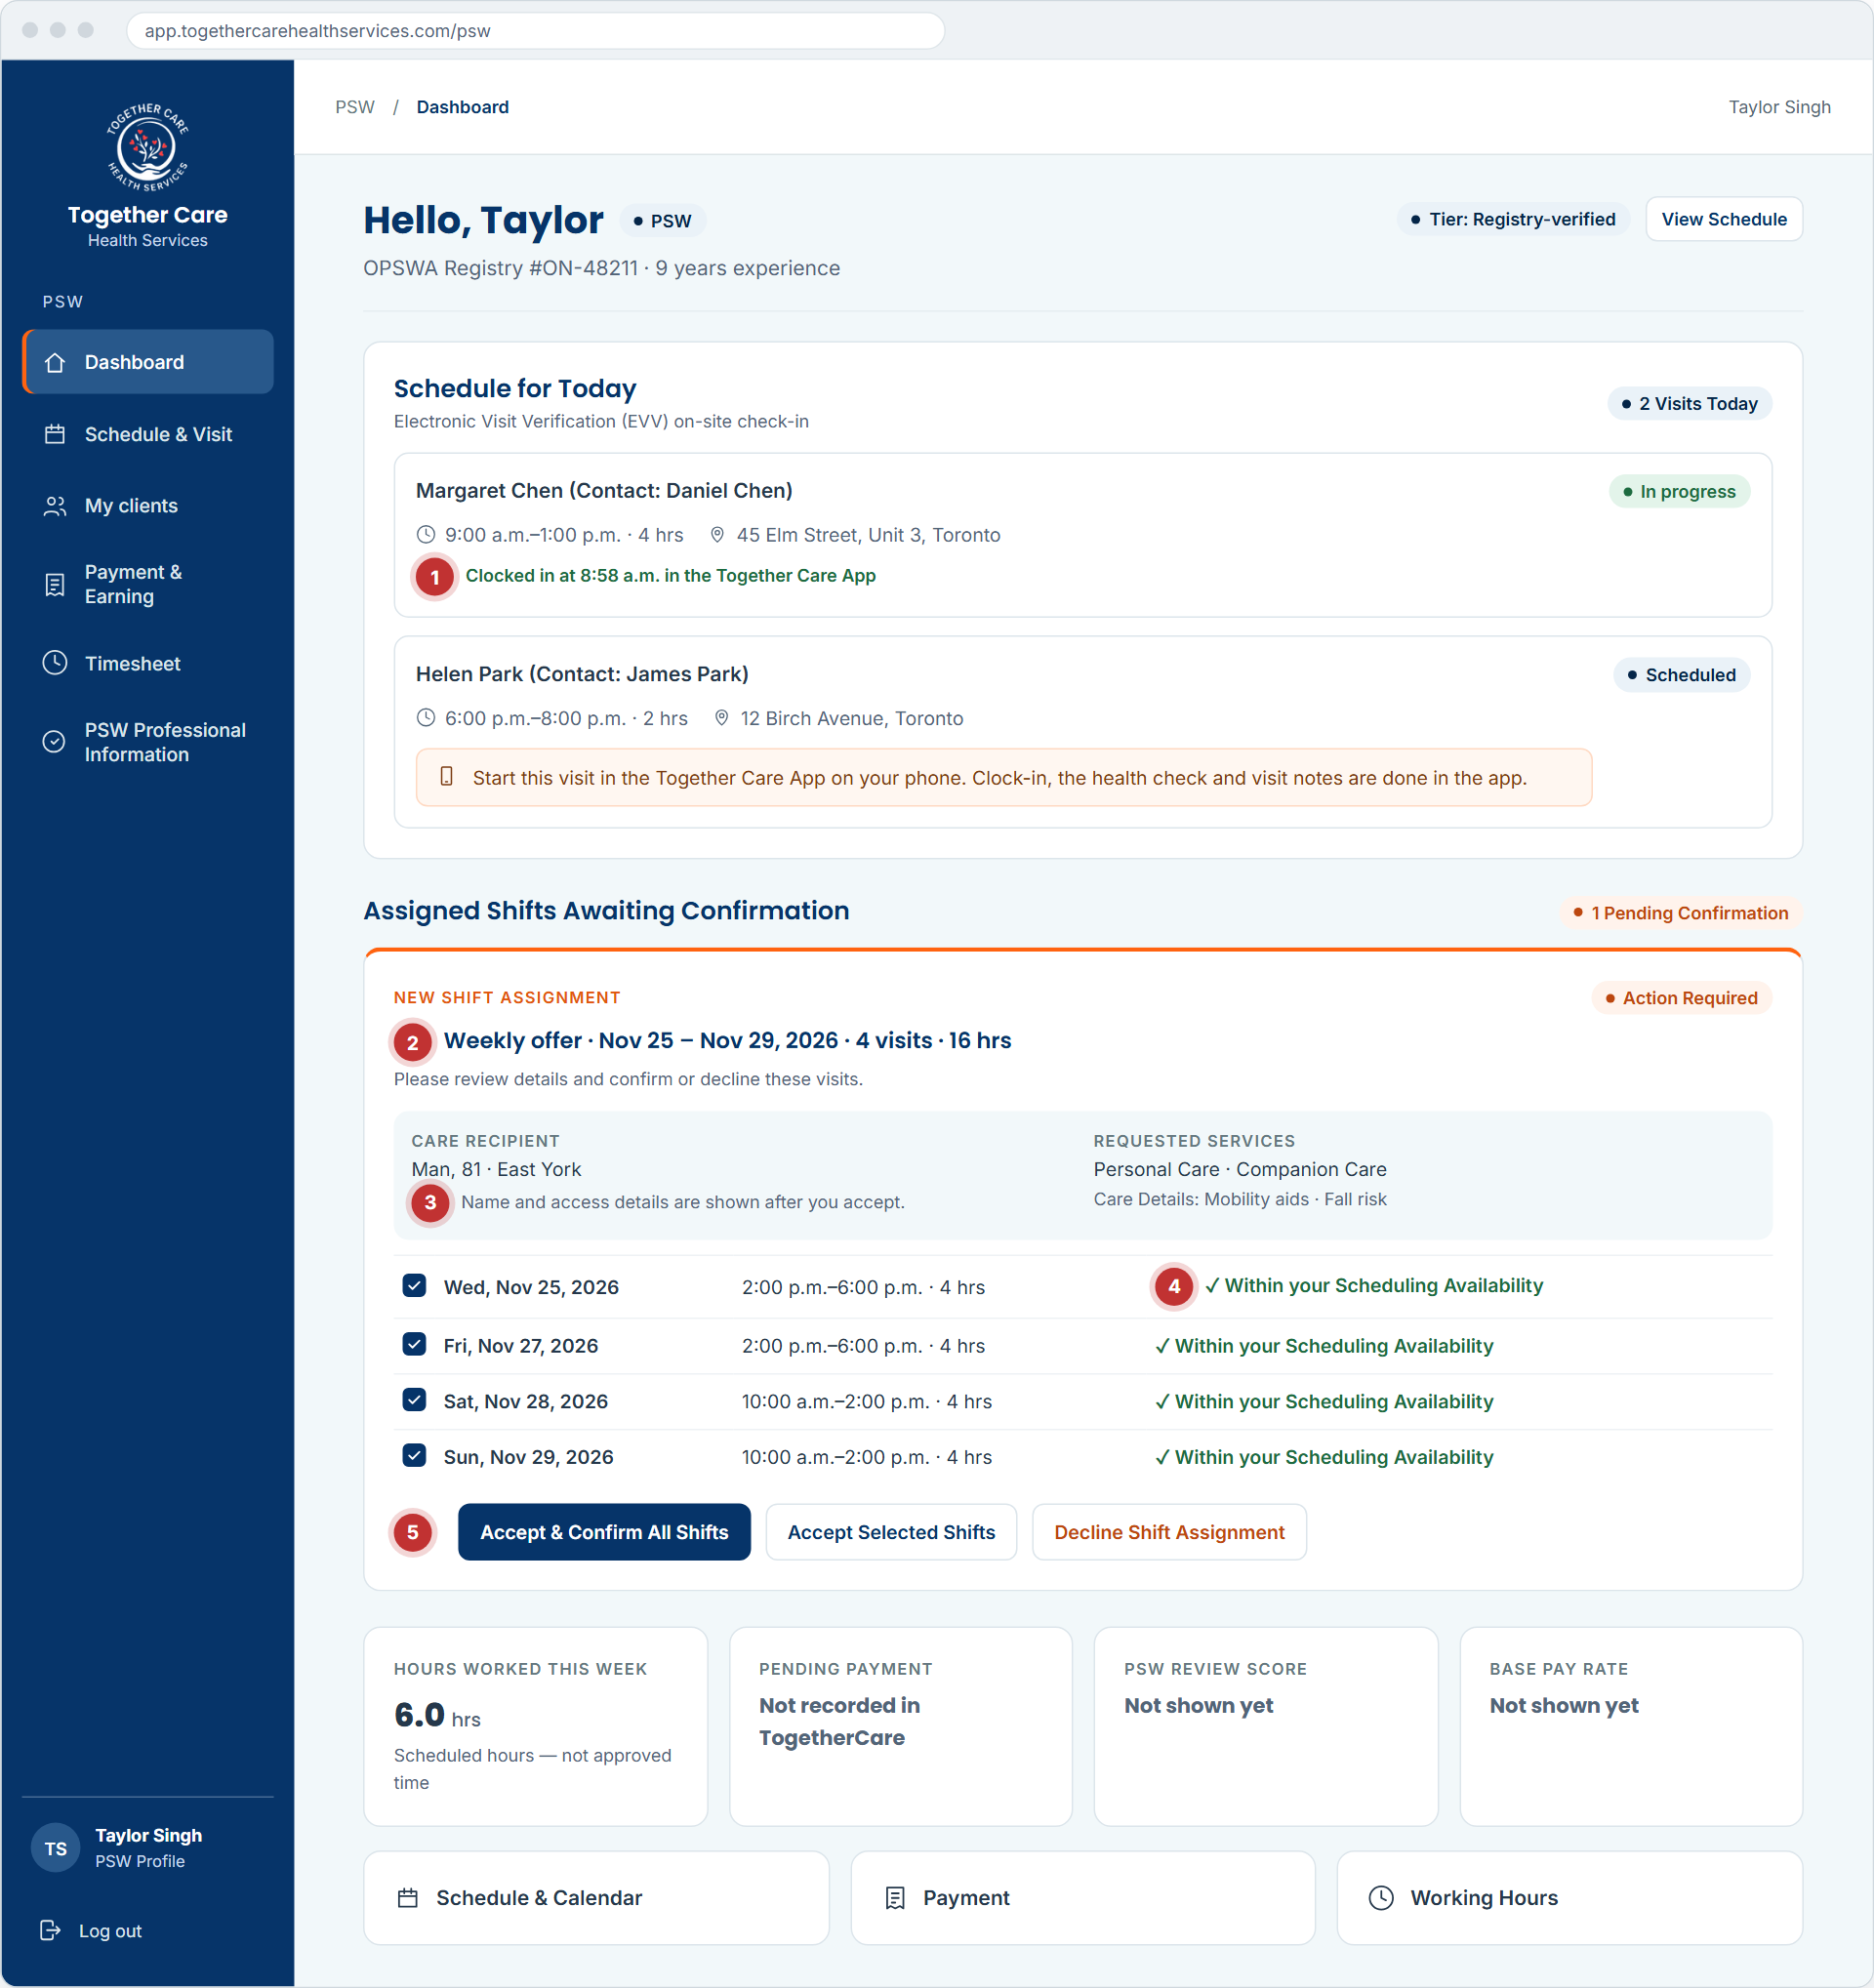 app.togethercarehealthservices.com/psw
TOGETHER CARE
HEALTH SERVICES
Together Care
Health Services
PSW
Dashboard
Schedule & Visit
My clients
Payment &
Earning
Timesheet
PSW Professional
Information
TS
Taylor Singh
PSW Profile
Log out
PSW / Dashboard
Taylor Singh
Hello, Taylor
PSW
Tier: Registry-verified
View Schedule
OPSWA Registry #ON-48211 · 9 years experience
Schedule for Today
Electronic Visit Verification (EVV) on-site check-in
2 Visits Today
Margaret Chen (Contact: Daniel Chen)
In progress
9:00 a.m.–1:00 p.m. · 4 hrs
45 Elm Street, Unit 3, Toronto
1 Clocked in at 8:58 a.m. in the Together Care App
Helen Park (Contact: James Park)
Scheduled
6:00 p.m.–8:00 p.m. · 2 hrs
12 Birch Avenue, Toronto
Start this visit in the Together Care App on your phone. Clock-in, the health check and visit notes are done in the app.
Assigned Shifts Awaiting Confirmation
1 Pending Confirmation
NEW SHIFT ASSIGNMENT
Action Required
2 Weekly offer · Nov 25 – Nov 29, 2026 · 4 visits · 16 hrs
Please review details and confirm or decline these visits.
CARE RECIPIENT
Man, 81 · East York
3 Name and access details are shown after you accept.
REQUESTED SERVICES
Personal Care · Companion Care
Care Details: Mobility aids · Fall risk
Wed, Nov 25, 2026 2:00 p.m.–6:00 p.m. · 4 hrs 4 ✓ Within your Scheduling Availability
Fri, Nov 27, 2026 2:00 p.m.–6:00 p.m. · 4 hrs ✓ Within your Scheduling Availability
Sat, Nov 28, 2026 10:00 a.m.–2:00 p.m. · 4 hrs ✓ Within your Scheduling Availability
Sun, Nov 29, 2026 10:00 a.m.–2:00 p.m. · 4 hrs ✓ Within your Scheduling Availability
5 Accept & Confirm All Shifts
Accept Selected Shifts
Decline Shift Assignment
HOURS WORKED THIS WEEK
6.0 hrs
Scheduled hours — not approved
time
PENDING PAYMENT
Not recorded in
TogetherCare
PSW REVIEW SCORE
Not shown yet
BASE PAY RATE
Not shown yet
Schedule & Calendar
Payment
Working Hours